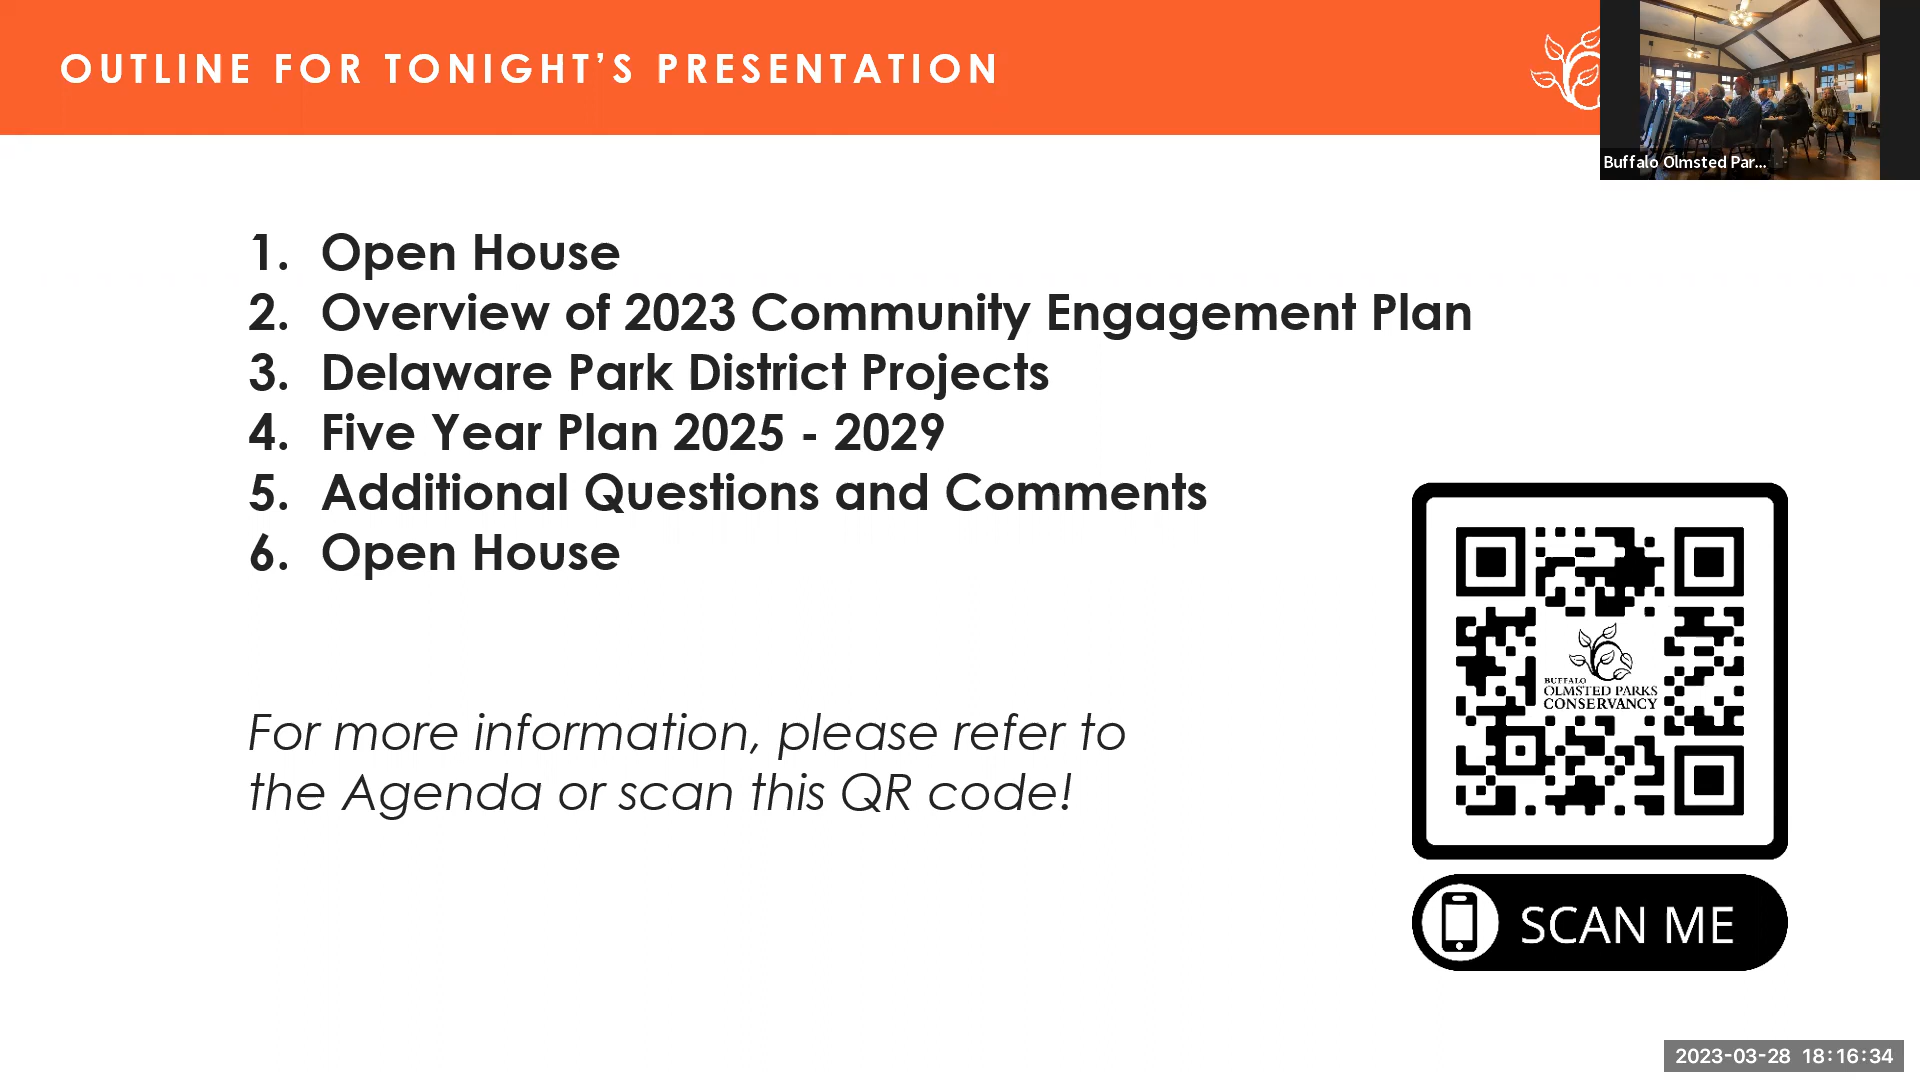 OUTLINE FOR TONIGHT’S PRESENTATION
Buffalo Olmsted Par...
1. Open House
2. Overview of 2023 Community Engagement Plan
3. Delaware Park District Projects
4. Five Year Plan 2025 - 2029
5. Additional Questions and Comments
6. Open House
BUFFALO
OLMSTED PARKS
CONSERVANCY
For more information, please refer to
the Agenda or scan this QR code!
SCAN ME
2023-03-28 18:16:34